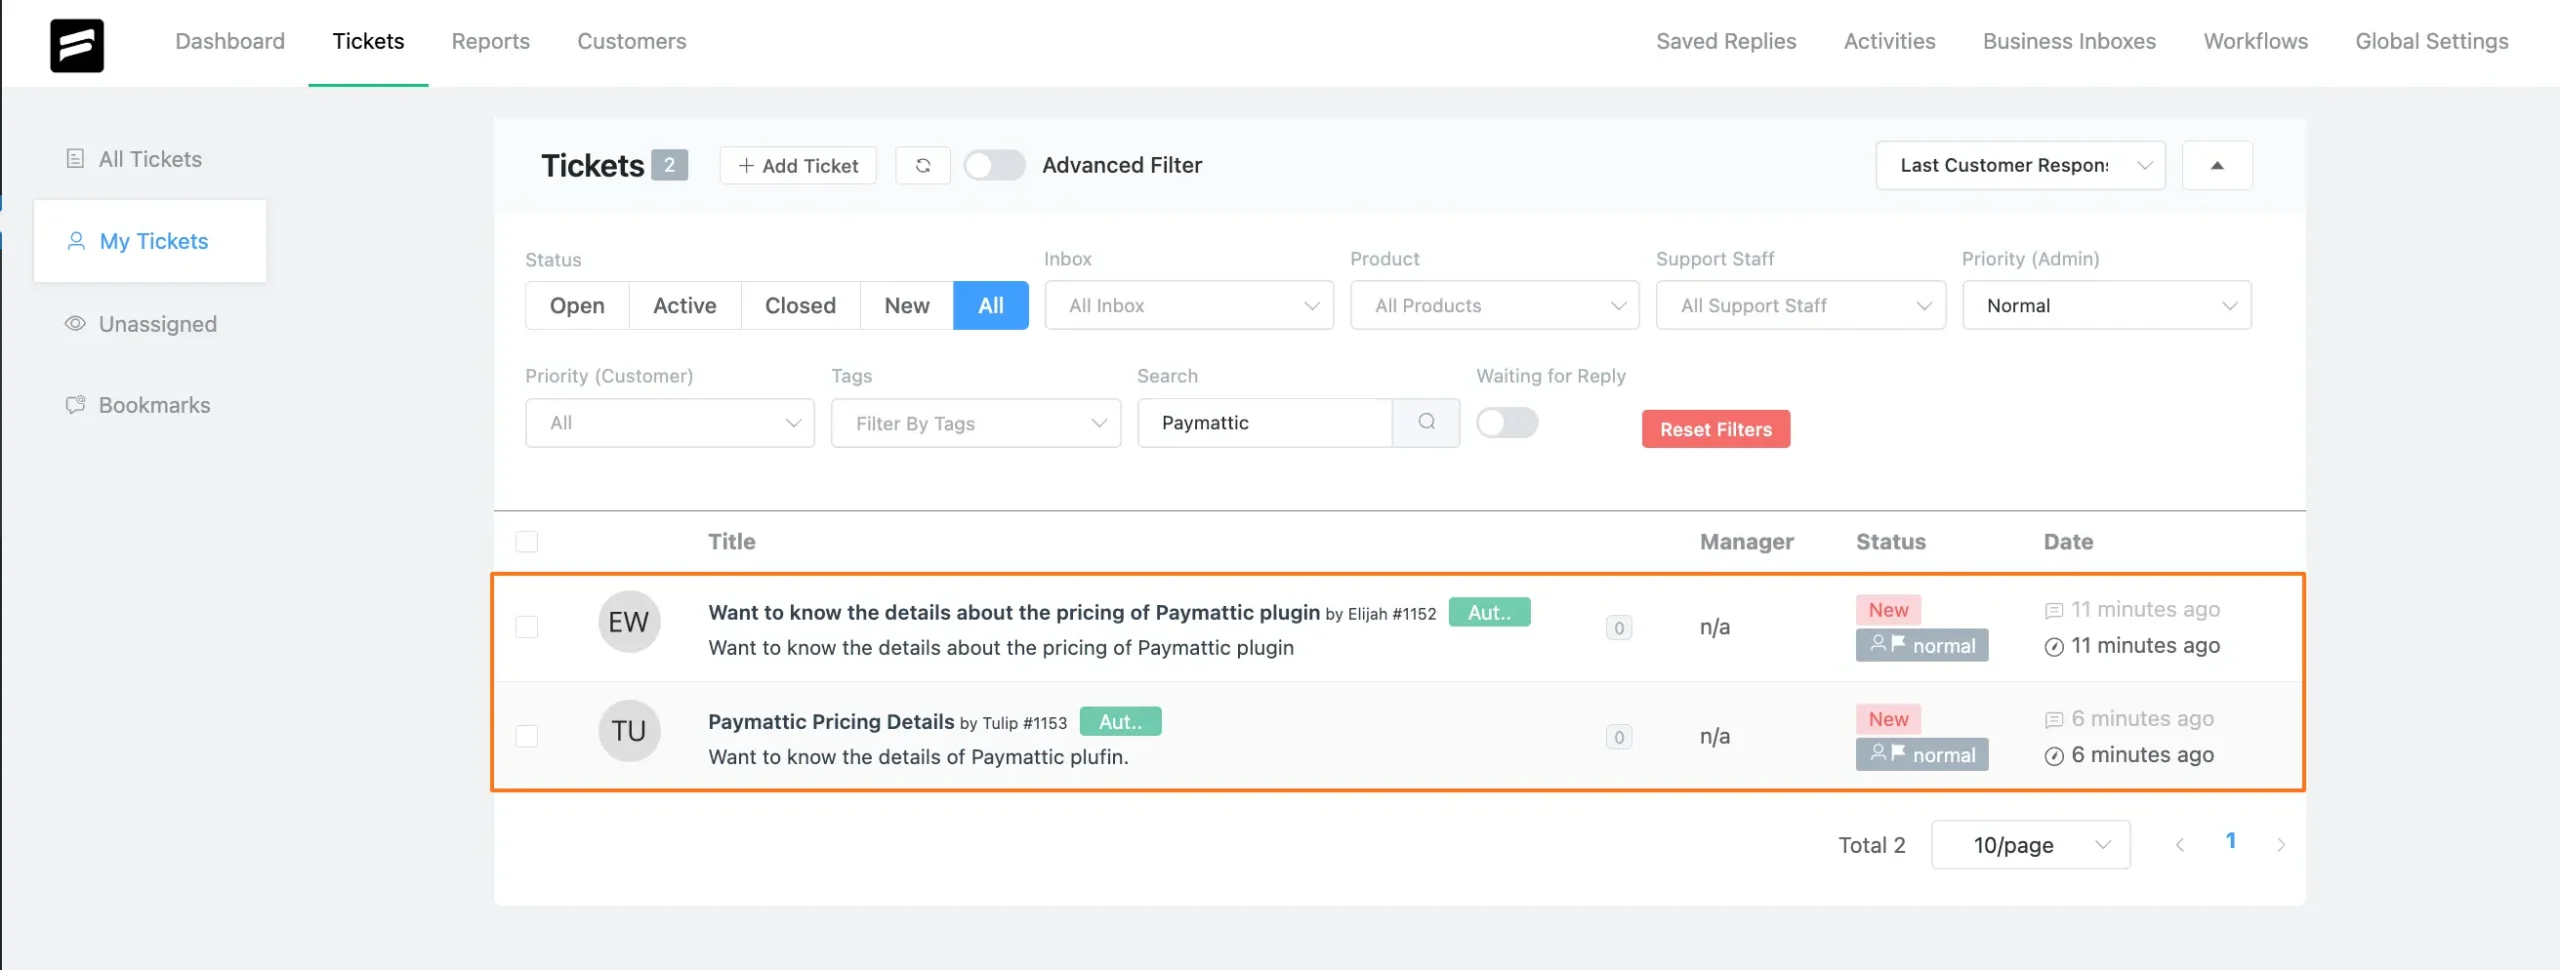 Dashboard Tickets Reports Customers Saved Replies Activities Business Inboxes Workflows Global Settings
All Tickets
My Tickets
Unassigned
Bookmarks
Tickets 2 + Add Ticket Advanced Filter Last Customer Respons
Status Inbox Product Support Staff Priority (Admin)
Open Active Closed New All All Inbox All Products All Support Staff Normal
Priority (Customer) Tags Search Waiting for Reply
All Filter By Tags Paymattic Reset Filters
Title Manager Status Date
EW Want to know the details about the pricing of Paymattic plugin by Elijah #1152 Aut.. 0 n/a New 11 minutes ago
Want to know the details about the pricing of Paymattic plugin normal 11 minutes ago
TU Paymattic Pricing Details by Tulip #1153 Aut.. 0 n/a New 6 minutes ago
Want to know the details of Paymattic plufin. normal 6 minutes ago
Total 2 10/page 1